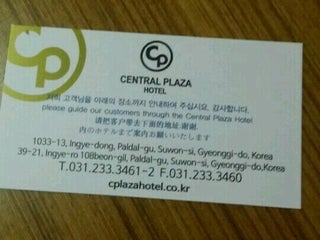 CP
CP
CENTRAL PLAZA
HOTEL
저희 고객님을 아래의 장소까지 안내하여 주십시요. 감사합니다.
please guide our customers through the Central Plaza Hotel
请把客户带去下面的地址.谢谢.
内のホテルまで案内お願いいたします
1033-13, Ingye-dong, Paldal-gu, Suwon-si, Gyeonggi-do, Korea
39-21, Ingye-ro 108beon-gil, Paldal-gu, Suwon-si, Gyeonggi-do,Korea
T.031.233.3461-2 F.031.233.3460
cplazahotel.co.kr